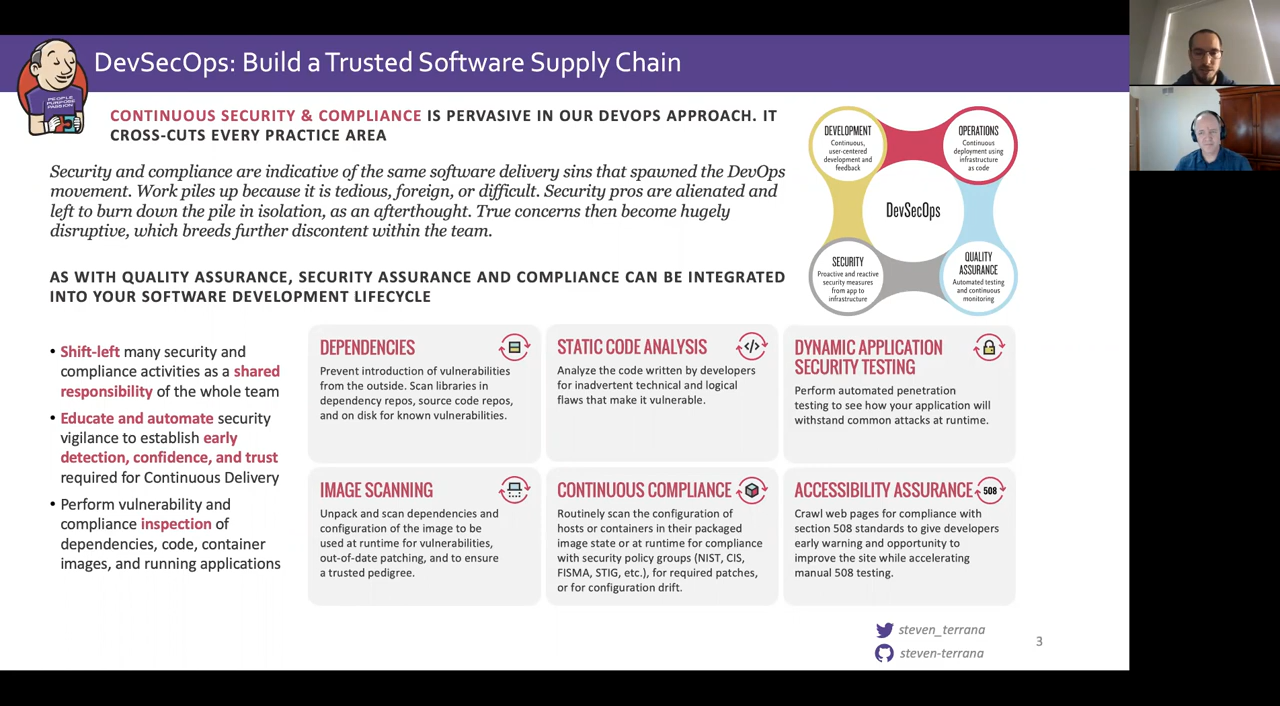 DevSecOps: Build a Trusted Software Supply Chain
PEOPLE
PURPOSE
PASSION
CONTINUOUS SECURITY & COMPLIANCE IS PERVASIVE IN OUR DEVOPS APPROACH. IT
CROSS-CUTS EVERY PRACTICE AREA
Security and compliance are indicative of the same software delivery sins that spawned the DevOps
movement. Work piles up because it is tedious, foreign, or difficult. Security pros are alienated and
left to burn down the pile in isolation, as an afterthought. True concerns then become hugely
disruptive, which breeds further discontent within the team.
AS WITH QUALITY ASSURANCE, SECURITY ASSURANCE AND COMPLIANCE CAN BE INTEGRATED
INTO YOUR SOFTWARE DEVELOPMENT LIFECYCLE
DEVELOPMENT
Continuous,
user-centered
development and
feedback
OPERATIONS
Continuous
deployment using
infrastructure
as code
DevSecOps
SECURITY
Proactive and reactive
security measures
from app to
infrastructure
QUALITY
ASSURANCE
Automated testing
and continuous
monitoring
• Shift-left many security and
compliance activities as a shared
responsibility of the whole team
• Educate and automate security
vigilance to establish early
detection, confidence, and trust
required for Continuous Delivery
• Perform vulnerability and
compliance inspection of
dependencies, code, container
images, and running applications
DEPENDENCIES
Prevent introduction of vulnerabilities
from the outside. Scan libraries in
dependency repos, source code repos,
and on disk for known vulnerabilities.
STATIC CODE ANALYSIS
</>
Analyze the code written by developers
for inadvertent technical and logical
flaws that make it vulnerable.
DYNAMIC APPLICATION
SECURITY TESTING
Perform automated penetration
testing to see how your application will
withstand common attacks at runtime.
IMAGE SCANNING
Unpack and scan dependencies and
configuration of the image to be
used at runtime for vulnerabilities,
out-of-date patching, and to ensure
a trusted pedigree.
CONTINUOUS COMPLIANCE
Routinely scan the configuration of
hosts or containers in their packaged
image state or at runtime for compliance
with security policy groups (NIST, CIS,
FISMA, STIG, etc.), for required patches,
or for configuration drift.
ACCESSIBILITY ASSURANCE
508
Crawl web pages for compliance with
section 508 standards to give developers
early warning and opportunity to
improve the site while accelerating
manual 508 testing.
steven_terrana
steven-terrana
3